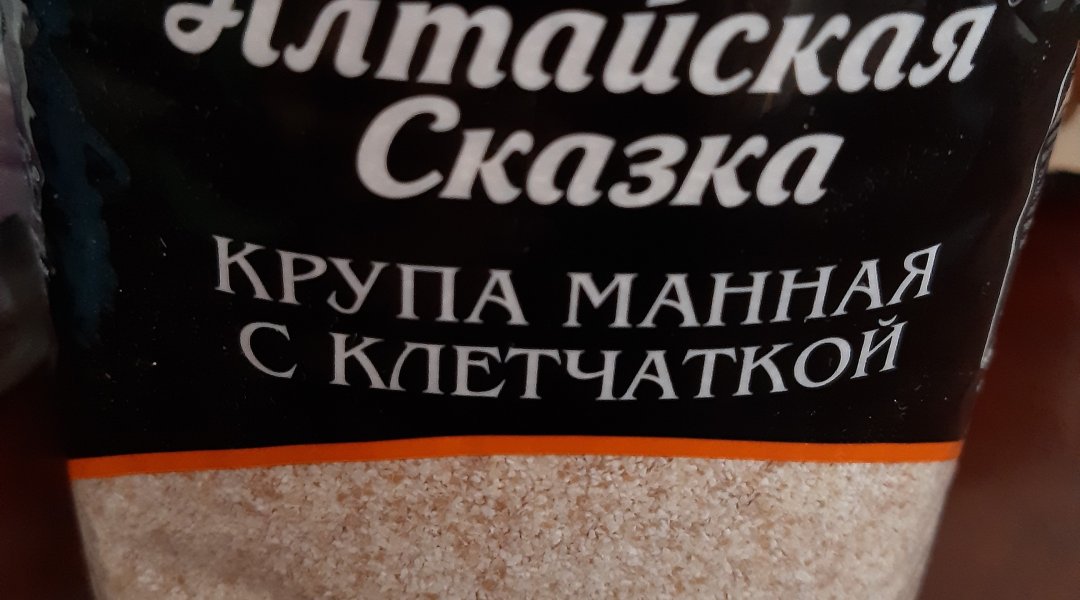 Алтайская
Сказка
КРУПА МАННАЯ
С КЛЕТЧАТКОЙ